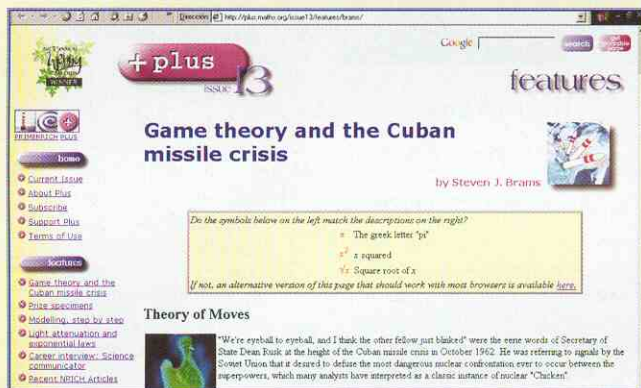 Dirección
http://plus.maths.org/issue13/features/brams/
Google
search
get printable page
WINNER
+ plus
issue 13
features
PRIME NRICH PLUS
home
Current Issue
About Plus
Subscribe
Support Plus
Terms of Use
features
Game theory and the
Cuban missile crisis
Prize specimens
Modelling, step by step
Light attenuation and
exponential laws
Career interview: Science
communicator
Recent NRICH Articles
Game theory and the Cuban
missile crisis
by Steven J. Brams
Do the symbols below on the left match the descriptions on the right?
π The greek letter "pi"
x² x squared
√x Square root of x
If not, an alternative version of this page that should work with most browsers is available here.
Theory of Moves
"We're eyeball to eyeball, and I think the other fellow just blinked" were the eerie words of Secretary of
State Dean Rusk at the height of the Cuban missile crisis in October 1962. He was referring to signals by the
Soviet Union that it desired to defuse the most dangerous nuclear confrontation ever to occur between the
superpowers, which many analysts have interpreted as a classic instance of nuclear "Chicken".